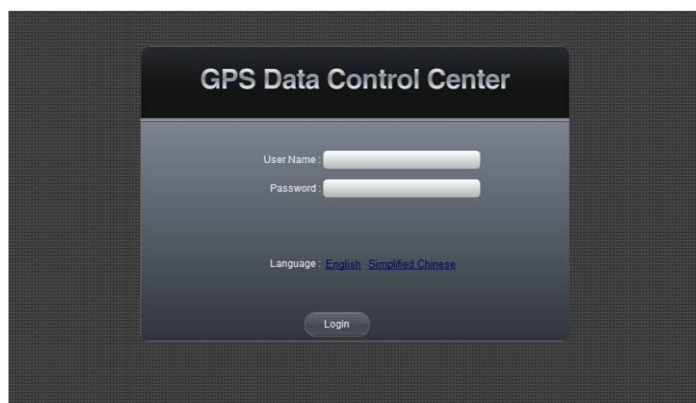 GPS Data Control Center
User Name :
Password :
Language : English Simplified Chinese
Login